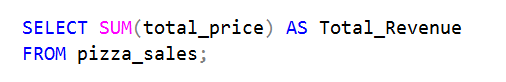 SELECT SUM(total_price) AS Total_Revenue
FROM pizza_sales;